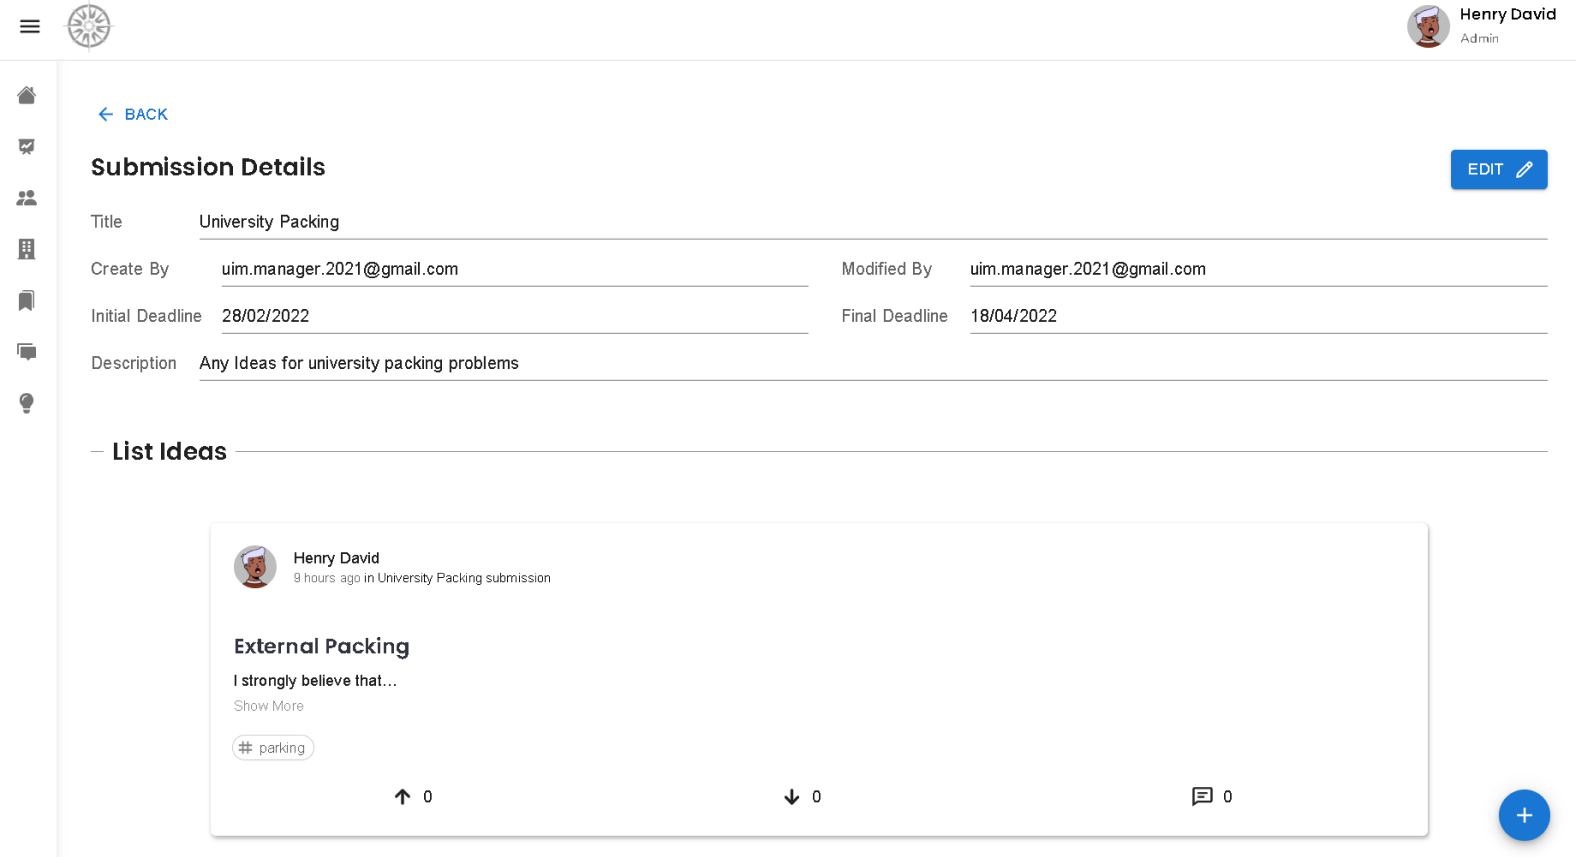 Henry David
Admin
BACK
Submission Details
EDIT
Title University Packing
Create By uim.manager.2021@gmail.com Modified By uim.manager.2021@gmail.com
Initial Deadline 28/02/2022 Final Deadline 18/04/2022
Description Any Ideas for university packing problems
List Ideas
Henry David
9 hours ago in University Packing submission
External Packing
I strongly believe that...
Show More
# parking
0 0 0